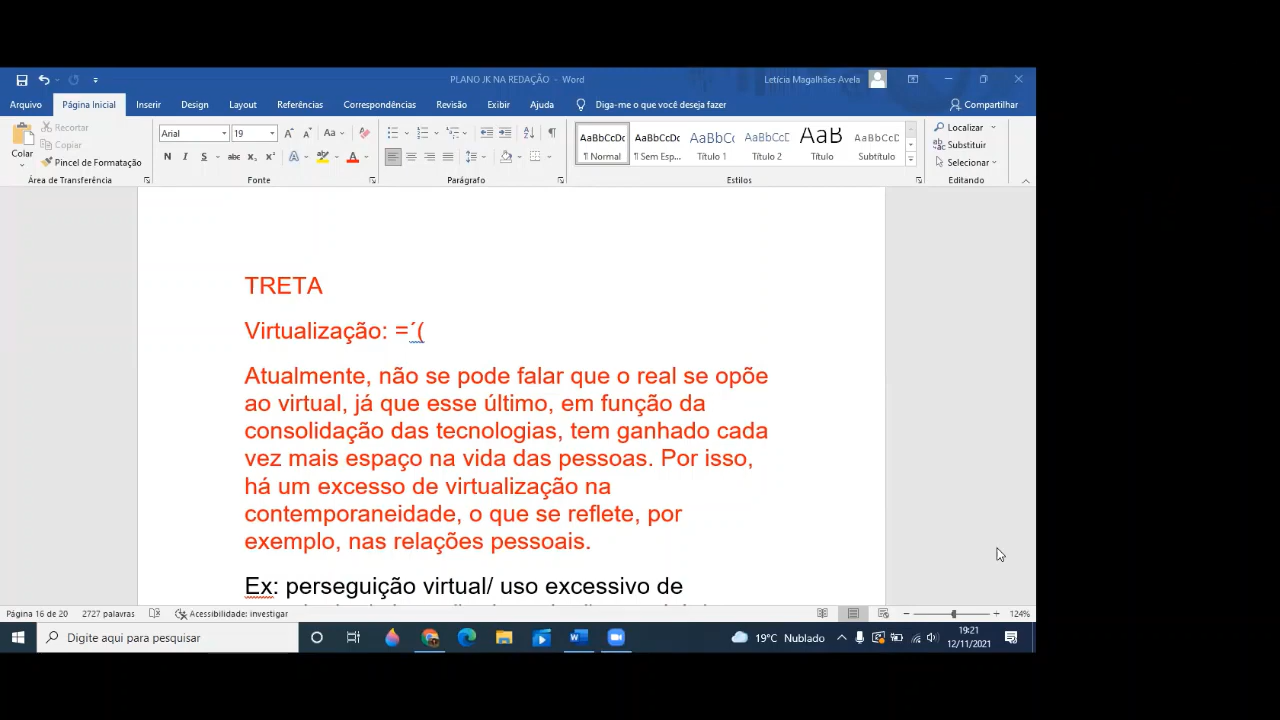 PLANO JK NA REDAÇÃO - Word
Letícia Magalhães Avela
Arquivo
Página Inicial
Inserir
Design
Layout
Referências
Correspondências
Revisão
Exibir
Ajuda
Diga-me o que você deseja fazer
Compartilhar
Colar
Recortar
Copiar
Pincel de Formatação
Área de Transferência
Arial
19
Aa
N I S abc x₂ x²
Fonte
Parágrafo
AaBbCcDc
¶ Normal
AaBbCcDc
¶ Sem Esp...
AaBbCc
Título 1
AaBbCcC
Título 2
AaB
Título
AaBbCcD
Subtítulo
Estilos
Localizar
Substituir
Selecionar
Editando
TRETA
Virtualização: =´(
Atualmente, não se pode falar que o real se opõe
ao virtual, já que esse último, em função da
consolidação das tecnologias, tem ganhado cada
vez mais espaço na vida das pessoas. Por isso,
há um excesso de virtualização na
contemporaneidade, o que se reflete, por
exemplo, nas relações pessoais.
Ex: perseguição virtual/ uso excessivo de
Página 16 de 20
2727 palavras
Acessibilidade: investigar
124%
Digite aqui para pesquisar
19°C Nublado
19:21
12/11/2021